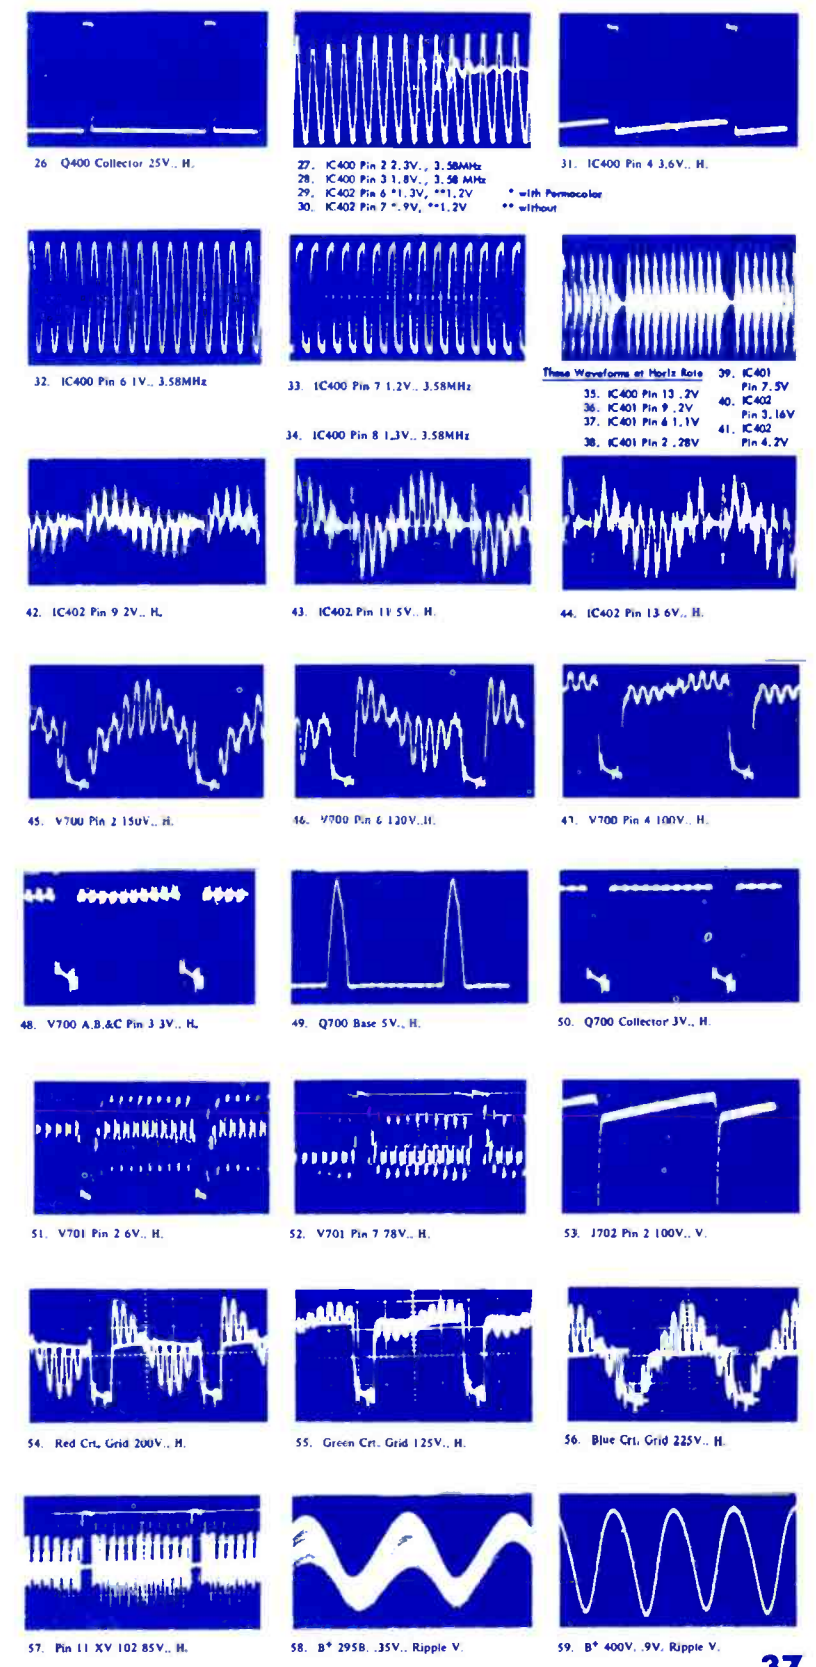 26 Q400 Collector 25V., H.
27. IC400 Pin 2 2.3V., 3.58MHz
28. IC400 Pin 3 1.8V., 3.58 MHz
29. IC402 Pin 6 *1.3V, **1.2V * with Permacolor
30. IC402 Pin 7 *.9V, **1.2V ** without
31. IC400 Pin 4 3.6V., H.
32. IC400 Pin 6 1V.. 3.58MHz
33. IC400 Pin 7 1.2V.. 3.58MHz
34. IC400 Pin 8 1.3V.. 3.58MHz
These Waveforms at Horiz Rate
35. IC400 Pin 13 .2V
36. IC401 Pin 9 .2V
37. IC401 Pin 6 1.1V
38. IC401 Pin 2 .28V
39. IC401
Pin 7.5V
40. IC402
Pin 3.16V
41. IC402
Pin 4.2V
42. IC402 Pin 9 2V.. H.
43. IC402 Pin 11 5V.. H.
44. IC402 Pin 13 6V.. H.
45. V700 Pin 2 150V.. H.
46. V700 Pin 6 120V..H.
47. V700 Pin 4 100V.. H.
48. V700 A,B,&C Pin 3 3V.. H.
49. Q700 Base 5V., H.
50. Q700 Collector 3V., H.
51. V701 Pin 2 6V.. H.
52. V701 Pin 7 78V.. H.
53. J702 Pin 2 100V.. V.
54. Red Crt. Grid 200V.. H.
55. Green Crt. Grid 125V.. H.
56. Blue Crt. Grid 225V.. H.
57. Pin 11 XV 102 85V.. H.
58. B+ 295B. .35V.. Ripple V.
59. B+ 400V. .9V. Ripple V.
37